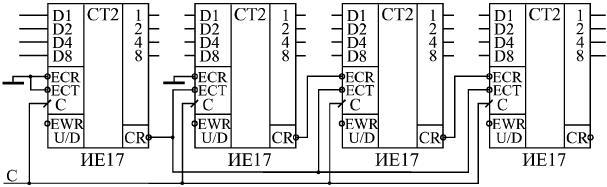 D1 CT2 1 D1 CT2 1 D1 CT2 1 D1 CT2 1
D2 2 D2 2 D2 2 D2 2
D4 4 D4 4 D4 4 D4 4
D8 8 D8 8 D8 8 D8 8
ECR ECR ECR ECR
ECT ECT ECT ECT
C C C C
EWR EWR EWR EWR
U/D CR U/D CR U/D CR U/D CR
ИЕ17 ИЕ17 ИЕ17 ИЕ17
C